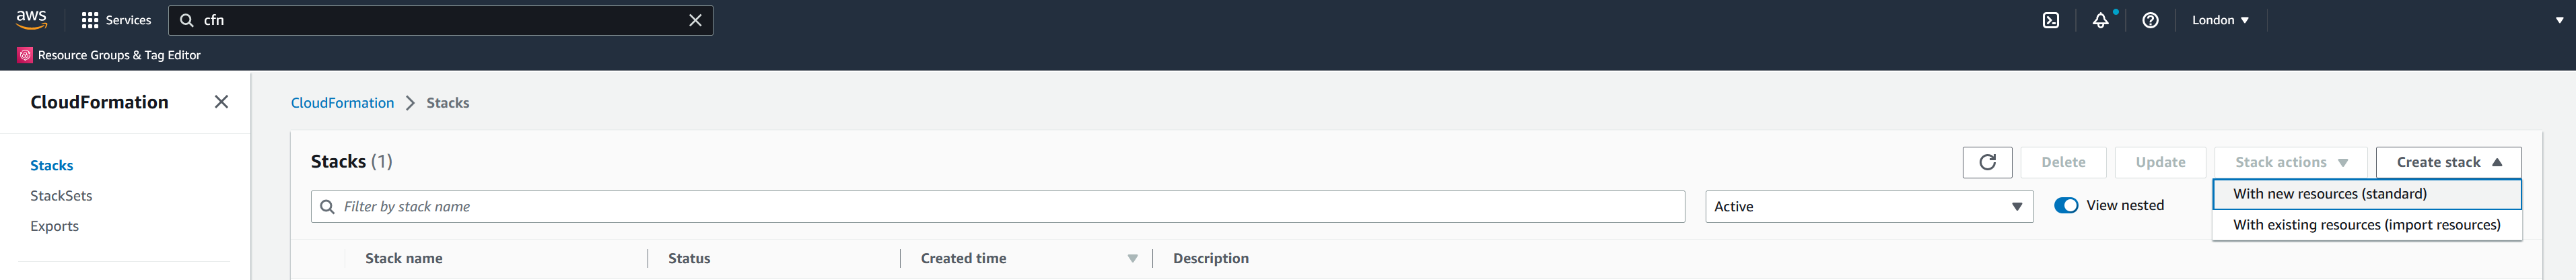 aws Services cfn London
Resource Groups & Tag Editor
CloudFormation
Stacks
StackSets
Exports
CloudFormation > Stacks
Stacks (1)
Delete Update Stack actions Create stack
With new resources (standard)
With existing resources (import resources)
Filter by stack name Active View nested
Stack name Status Created time Description